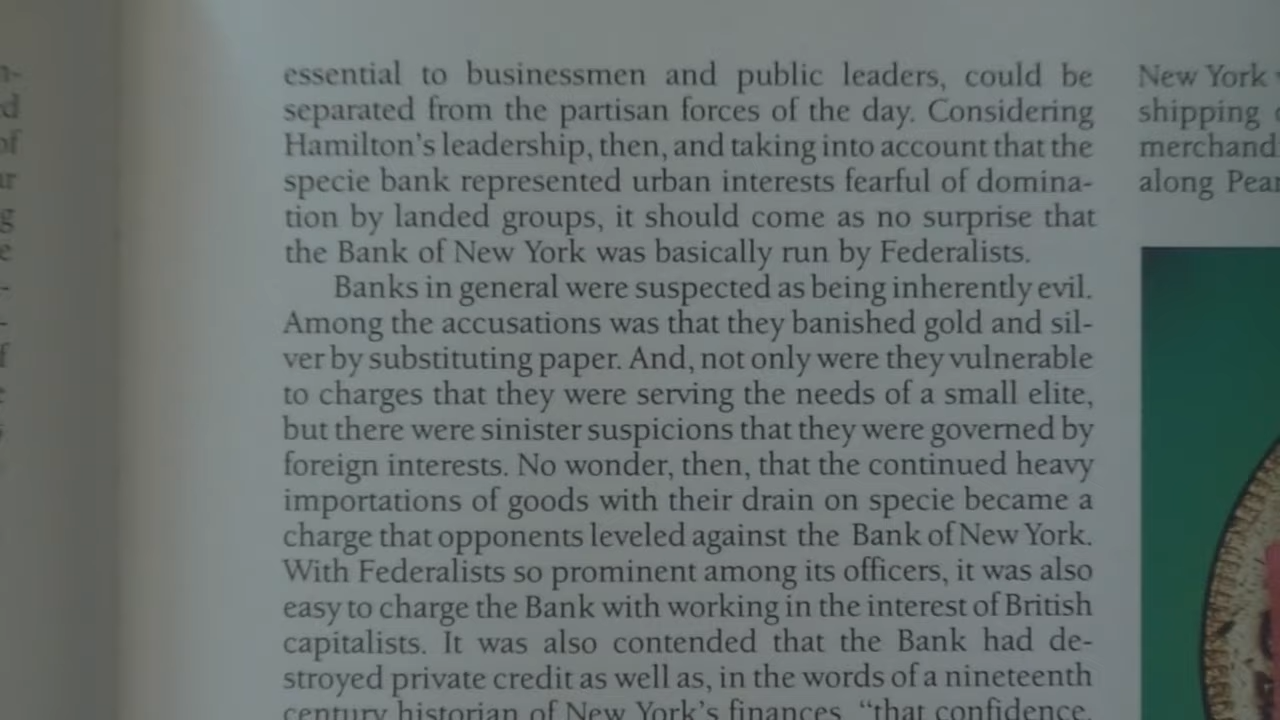 essential to businessmen and public leaders, could be
separated from the partisan forces of the day. Considering
Hamilton's leadership, then, and taking into account that the
specie bank represented urban interests fearful of domina-
tion by landed groups, it should come as no surprise that
the Bank of New York was basically run by Federalists.
Banks in general were suspected as being inherently evil.
Among the accusations was that they banished gold and sil-
ver by substituting paper. And, not only were they vulnerable
to charges that they were serving the needs of a small elite,
but there were sinister suspicions that they were governed by
foreign interests. No wonder, then, that the continued heavy
importations of goods with their drain on specie became a
charge that opponents leveled against the Bank of New York.
With Federalists so prominent among its officers, it was also
easy to charge the Bank with working in the interest of British
capitalists. It was also contended that the Bank had de-
stroyed private credit as well as, in the words of a nineteenth
century historian of New York's finances, "that confidence,
New York
shipping
along